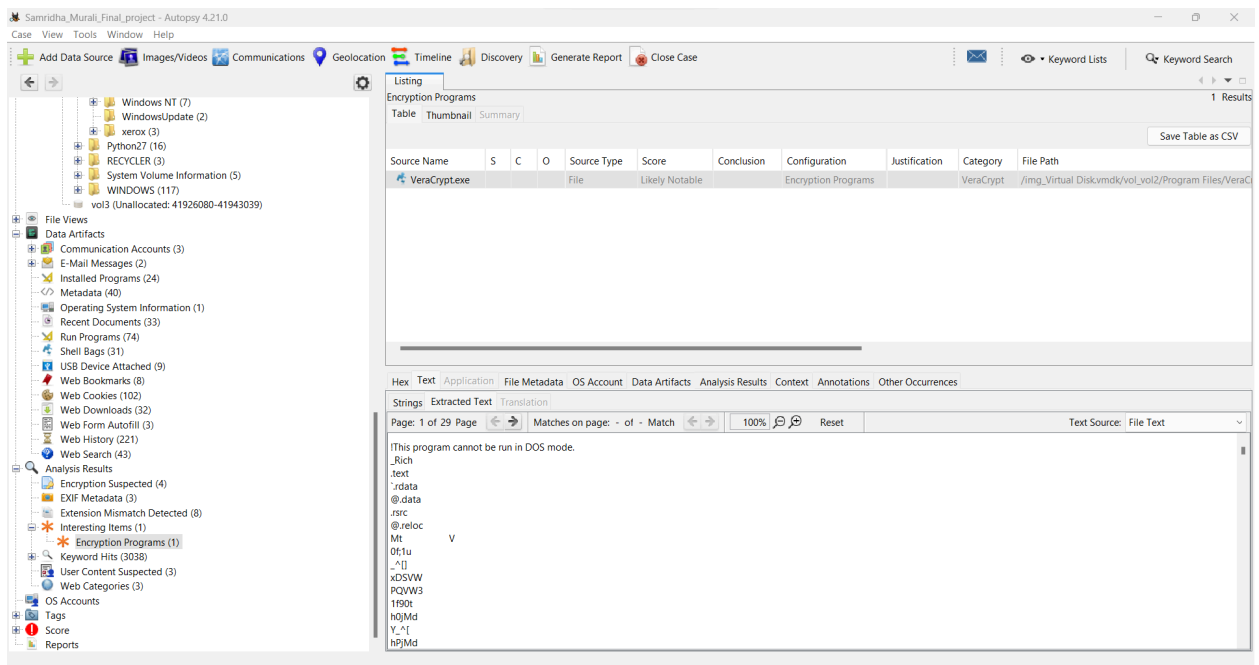 Samridha_Murali_Final_project - Autopsy 4.21.0
Case View Tools Window Help
Add Data Source Images/Videos Communications Geolocation Timeline Discovery Generate Report Close Case Keyword Lists Keyword Search
Windows NT (7)
WindowsUpdate (2)
xerox (3)
Python27 (16)
RECYCLER (3)
System Volume Information (5)
WINDOWS (117)
vol3 (Unallocated: 41926080-41943039)
File Views
Data Artifacts
Communication Accounts (3)
E-Mail Messages (2)
Installed Programs (24)
Metadata (40)
Operating System Information (1)
Recent Documents (33)
Run Programs (74)
Shell Bags (31)
USB Device Attached (9)
Web Bookmarks (8)
Web Cookies (102)
Web Downloads (32)
Web Form Autofill (3)
Web History (221)
Web Search (43)
Analysis Results
Encryption Suspected (4)
EXIF Metadata (3)
Extension Mismatch Detected (8)
Interesting Items (1)
Encryption Programs (1)
Keyword Hits (3038)
User Content Suspected (3)
Web Categories (3)
OS Accounts
Tags
Score
Reports
Listing
Encryption Programs 1 Results
Table Thumbnail Summary
Save Table as CSV
Source Name S C O Source Type Score Conclusion Configuration Justification Category File Path
VeraCrypt.exe File Likely Notable Encryption Programs VeraCrypt /img_Virtual Disk.vmdk/vol_vol2/Program Files/VeraC
Hex Text Application File Metadata OS Account Data Artifacts Analysis Results Context Annotations Other Occurrences
Strings Extracted Text Translation
Page: 1 of 29 Page Matches on page: - of - Match 100% Reset Text Source: File Text
!This program cannot be run in DOS mode.
_Rich
.text
`.rdata
@.data
.rsrc
@.reloc
Mt V
0f;1u
_^[]
xDSVW
PQVW3
1f90t
h0jMd
Y_^[
hPjMd